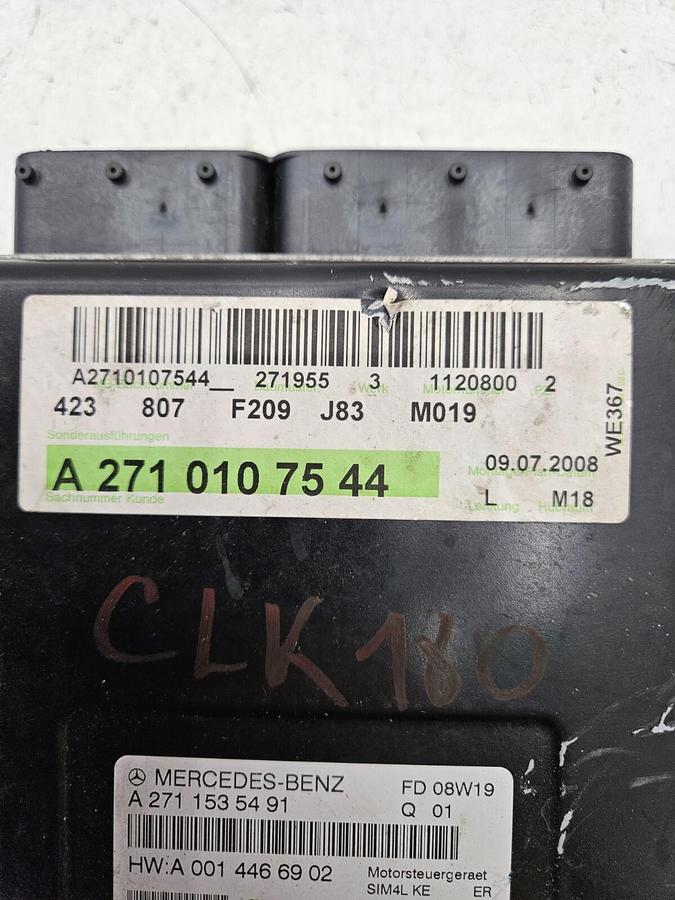 A2710107544__ 271955 3 1120800 2
423 807 F209 J83 M019
WE367
Sonderausführungen
A 271 010 75 44
Sachnummer Kunde
09.07.2008
L M18
Lenkung Hubraum
CLK180
MERCEDES-BENZ FD 08W19
A 271 153 54 91 Q 01
HW:A 001 446 69 02 Motorsteuergeraet
SIM4L KE ER